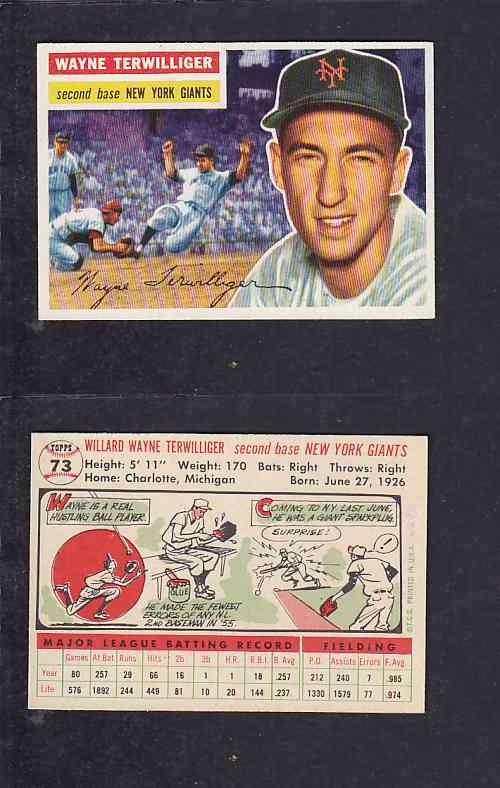 WAYNE TERWILLIGER
second base NEW YORK GIANTS
NY
Wayne Terwilliger
TOPPS
73
WILLARD WAYNE TERWILLIGER second base NEW YORK GIANTS
Height: 5' 11" Weight: 170 Bats: Right Throws: Right
Home: Charlotte, Michigan Born: June 27, 1926
WAYNE IS A REAL
HUSTLING BALL PLAYER.
GLUE
HE MADE THE FEWEST
ERRORS OF ANY N.L.
2ND BASEMAN IN '55.
COMING TO N.Y. LAST JUNE,
HE WAS A GIANT SPARKPLUG.
SURPRISE!
©T.C.G. PRINTED IN U.S.A.
MAJOR LEAGUE BATTING RECORD FIELDING
Games At Bat Runs Hits 2b 3b H.R. R.B.I. B. Avg. P.O. Assists Errors F. Avg.
Year 80 257 29 66 16 1 1 18 .257 212 240 7 .985
Life 576 1892 244 449 81 10 20 144 .237 1330 1579 77 .974